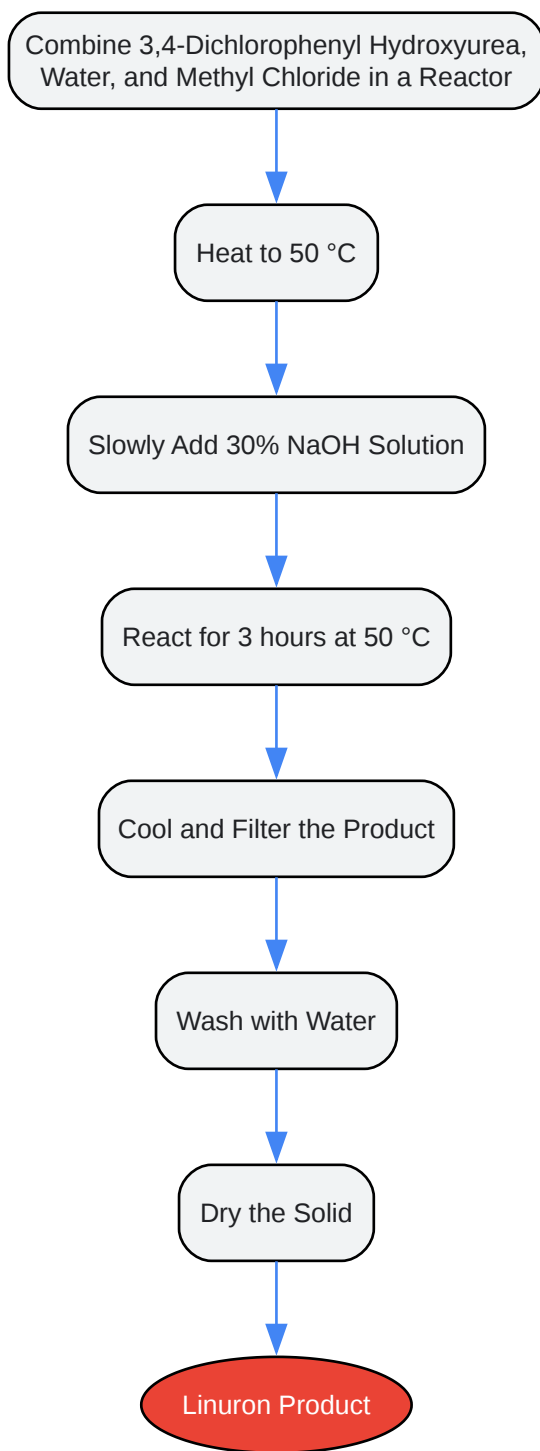 Combine 3,4-Dichlorophenyl Hydroxyurea,
Water, and Methyl Chloride in a Reactor
Heat to 50 °C
Slowly Add 30% NaOH Solution
React for 3 hours at 50 °C
Cool and Filter the Product
Wash with Water
Dry the Solid
Linuron Product